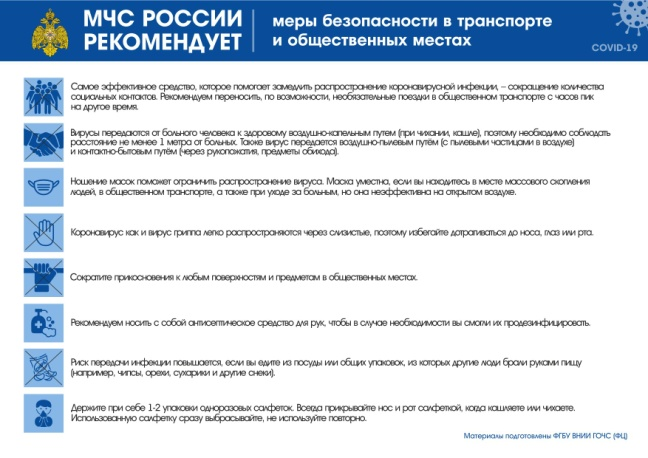 МЧС РОССИИ
РЕКОМЕНДУЕТ
меры безопасности в транспорте
и общественных местах
COVID-19
Самое эффективное средство, которое помогает замедлить распространение коронавирусной инфекции, – сокращение количества
социальных контактов. Рекомендуем переносить, по возможности, необязательные поездки в общественном транспорте с часов пик
на другое время.
Вирусы передаются от больного человека к здоровому воздушно-капельным путем (при чихании, кашле), поэтому необходимо соблюдать
расстояние не менее 1 метра от больных. Также вирус передается воздушно-пылевым путём (с пылевыми частицами в воздухе)
и контактно-бытовым путём (через рукопожатия, предметы обихода).
Ношение масок поможет ограничить распространение вируса. Маска уместна, если вы находитесь в месте массового скопления
людей, в общественном транспорте, а также при уходе за больным, но она неэффективна на открытом воздухе.
Коронавирус как и вирус гриппа легко распространяются через слизистые, поэтому избегайте дотрагиваться до носа, глаз или рта.
Сократите прикосновения к любым поверхностям и предметам в общественных местах.
Рекомендуем носить с собой антисептическое средство для рук, чтобы в случае необходимости вы смогли их продезинфицировать.
Риск передачи инфекции повышается, если вы едите из посуды или общих упаковок, из которых другие люди брали руками пищу
(например, чипсы, орехи, сухарики и другие снеки).
Держите при себе 1-2 упаковки одноразовых салфеток. Всегда прикрывайте нос и рот салфеткой, когда кашляете или чихаете.
Использованную салфетку сразу выбрасывайте, не используйте повторно.
Материалы подготовлены ФГБУ ВНИИ ГОЧС (ФЦ)